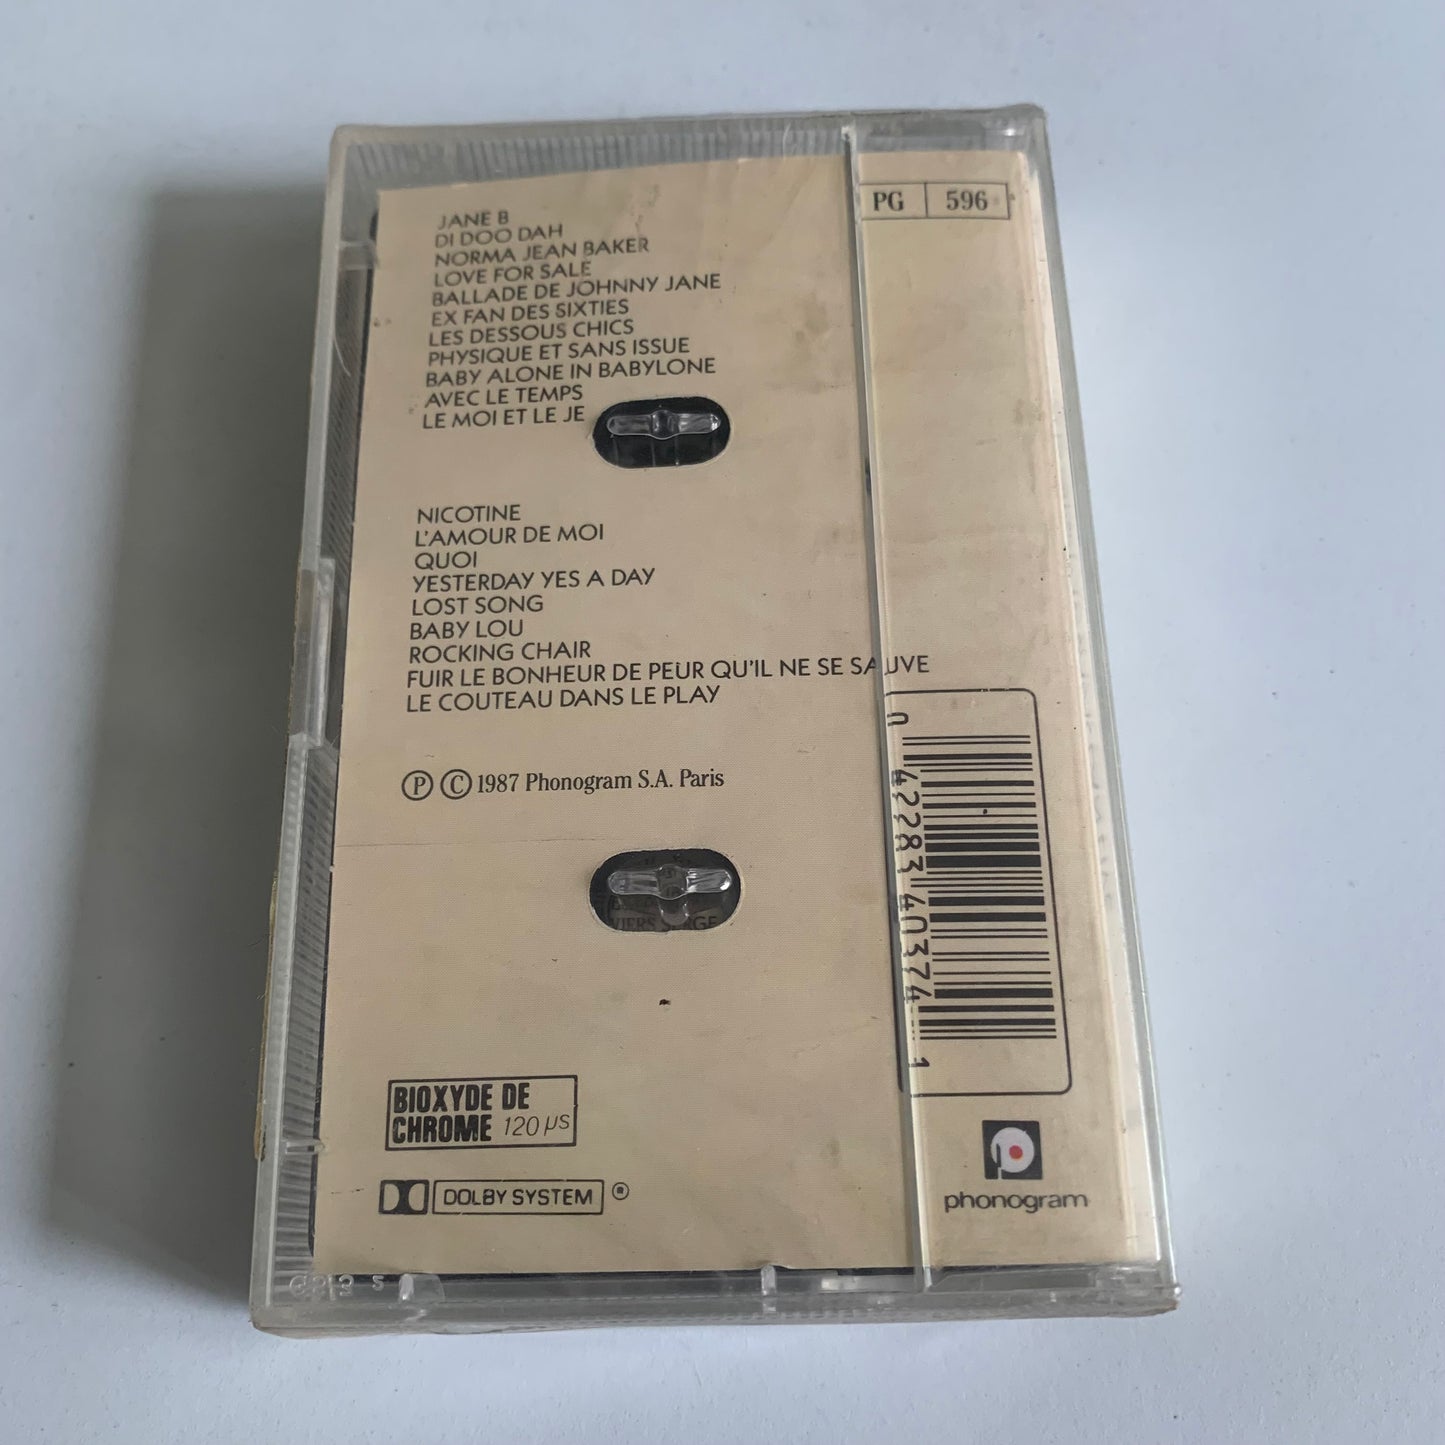 JANE B
DI DOO DAH
NORMA JEAN BAKER
LOVE FOR SALE
BALLADE DE JOHNNY JANE
EX FAN DES SIXTIES
LES DESSOUS CHICS
PHYSIQUE ET SANS ISSUE
BABY ALONE IN BABYLONE
AVEC LE TEMPS
LE MOI ET LE JE
NICOTINE
L'AMOUR DE MOI
QUOI
YESTERDAY YES A DAY
LOST SONG
BABY LOU
ROCKING CHAIR
FUIR LE BONHEUR DE PEUR QU'IL NE SE SAUVE
LE COUTEAU DANS LE PLAY
Ⓟ © 1987 Phonogram S.A. Paris
BIOXYDE DE
CHROME 120 µs
DOLBY SYSTEM ®
PG 596
0 42283 40374 1
phonogram